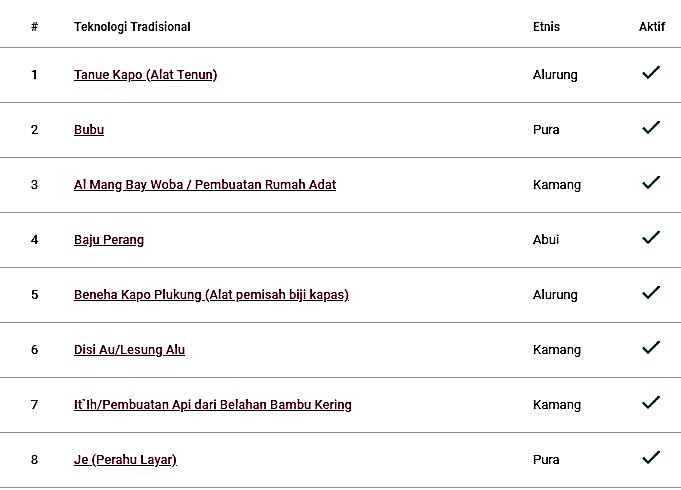 # Teknologi Tradisional Etnis Aktif
1 Tanue Kapo (Alat Tenun) Alurung
2 Bubu Pura
3 Al Mang Bay Woba / Pembuatan Rumah Adat Kamang
4 Baju Perang Abui
5 Beneha Kapo Plukung (Alat pemisah biji kapas) Alurung
6 Disi Au/Lesung Alu Kamang
7 It`Ih/Pembuatan Api dari Belahan Bambu Kering Kamang
8 Je (Perahu Layar) Pura